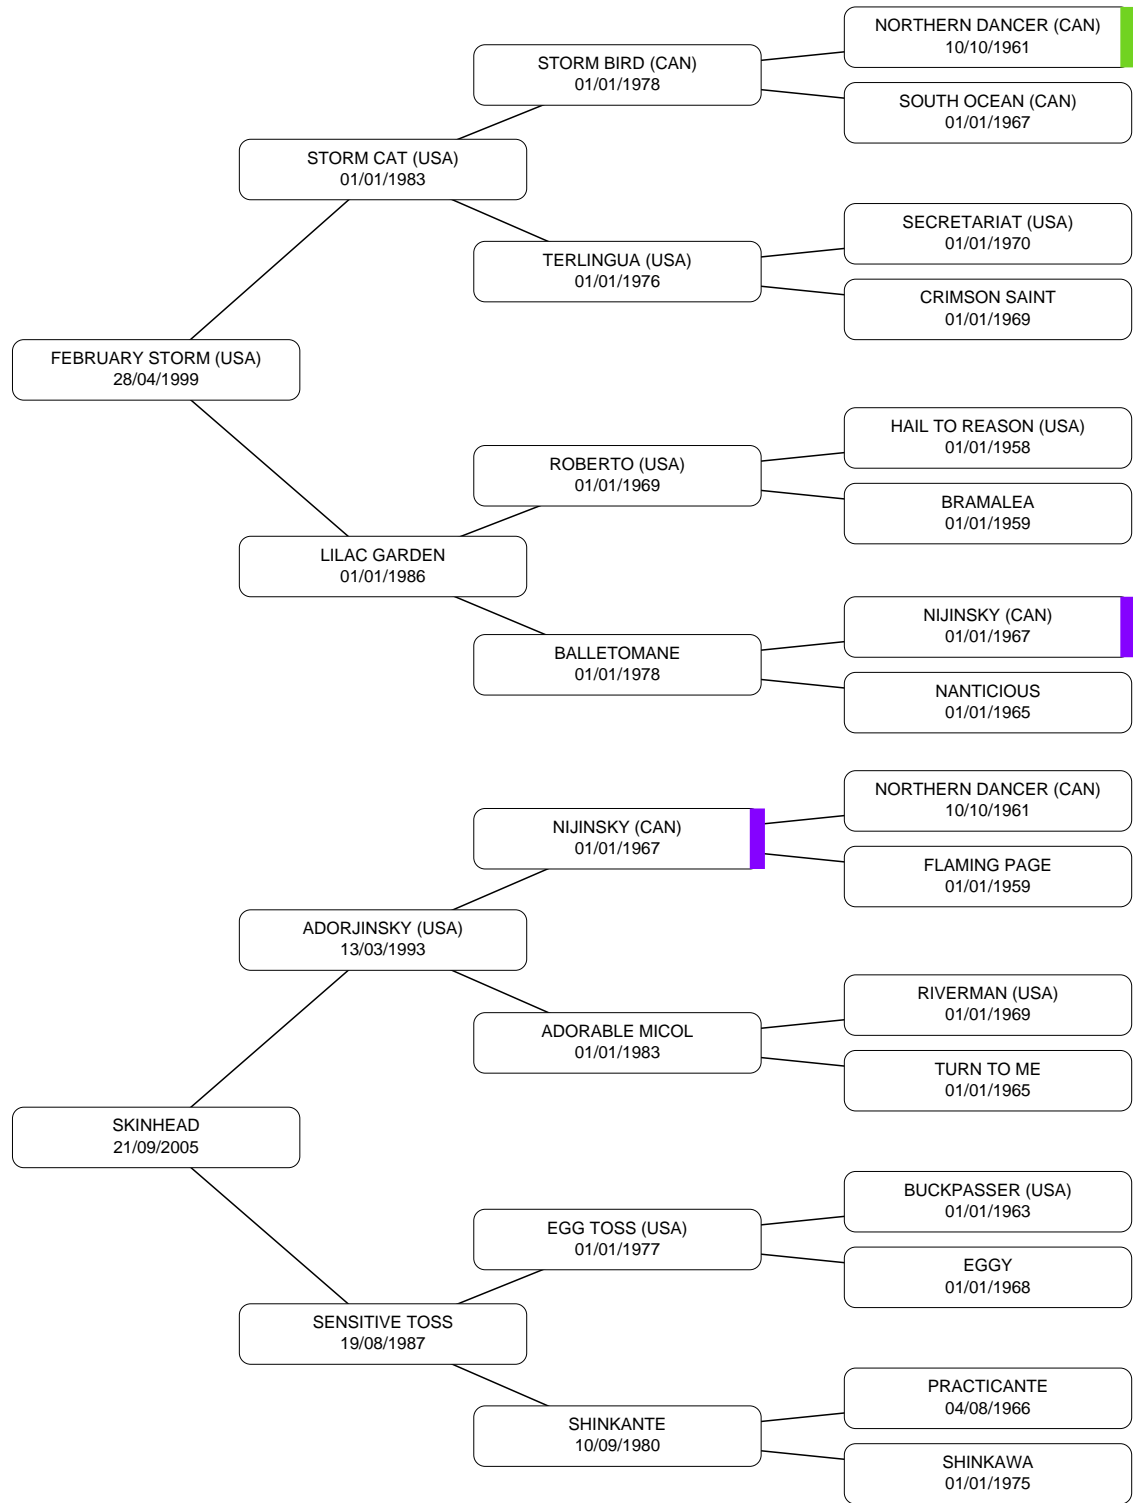 NORTHERN DANCER (CAN)
10/10/1961
STORM BIRD (CAN)
01/01/1978
SOUTH OCEAN (CAN)
01/01/1967
STORM CAT (USA)
01/01/1983
SECRETARIAT (USA)
01/01/1970
TERLINGUA (USA)
01/01/1976
CRIMSON SAINT
01/01/1969
FEBRUARY STORM (USA)
28/04/1999
HAIL TO REASON (USA)
01/01/1958
ROBERTO (USA)
01/01/1969
BRAMALEA
01/01/1959
LILAC GARDEN
01/01/1986
NIJINSKY (CAN)
01/01/1967
BALLETOMANE
01/01/1978
NANTICIOUS
01/01/1965
NORTHERN DANCER (CAN)
10/10/1961
NIJINSKY (CAN)
01/01/1967
FLAMING PAGE
01/01/1959
ADORJINSKY (USA)
13/03/1993
RIVERMAN (USA)
01/01/1969
ADORABLE MICOL
01/01/1983
TURN TO ME
01/01/1965
SKINHEAD
21/09/2005
BUCKPASSER (USA)
01/01/1963
EGG TOSS (USA)
01/01/1977
EGGY
01/01/1968
SENSITIVE TOSS
19/08/1987
PRACTICANTE
04/08/1966
SHINKANTE
10/09/1980
SHINKAWA
01/01/1975